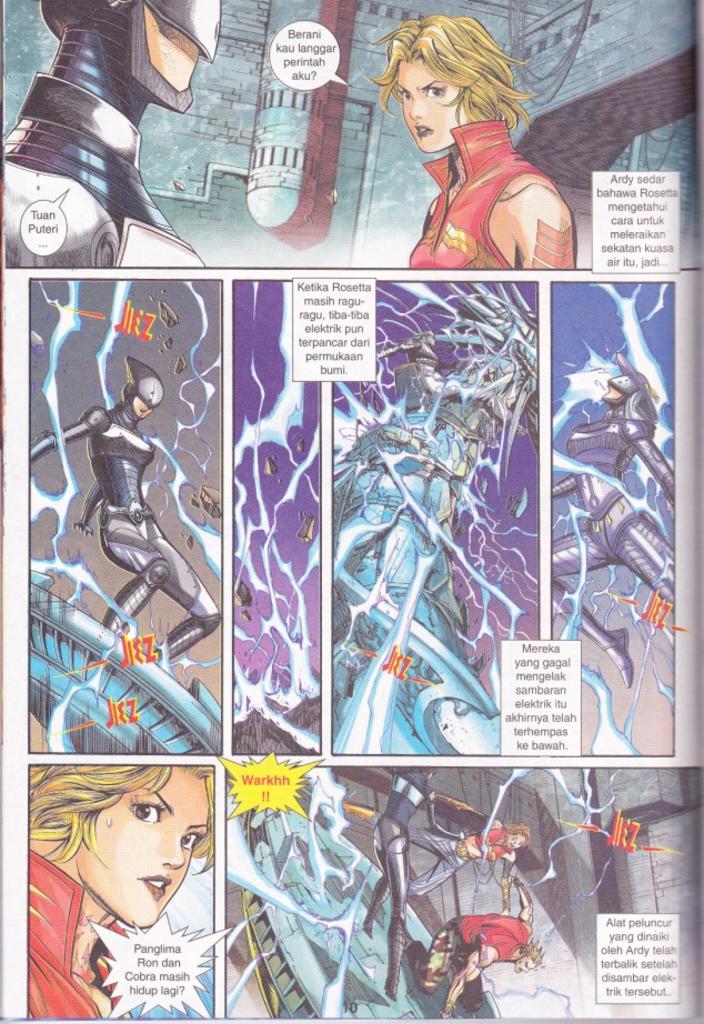 Berani
kau langgar
perintah
aku?
Tuan
Puteri
...
Ardy sedar
bahawa Rosetta
mengetahui
cara untuk
meleraikan
sekatan kuasa
air itu, jadi...
JIEZ
Ketika Rosetta
masih ragu-
ragu, tiba-tiba
elektrik pun
terpancar dari
permukaan
bumi.
JIEZ
JIEZ
JIEZ
JIEZ
Mereka
yang gagal
mengelak
sambaran
elektrik itu
akhirnya telah
terhempas
ke bawah.
Warkhh
!!
JIEZ
Panglima
Ron dan
Cobra masih
hidup lagi?
Alat peluncur
yang dinaiki
oleh Ardy telah
terbalik setelah
disambar elek-
trik tersebut..
10